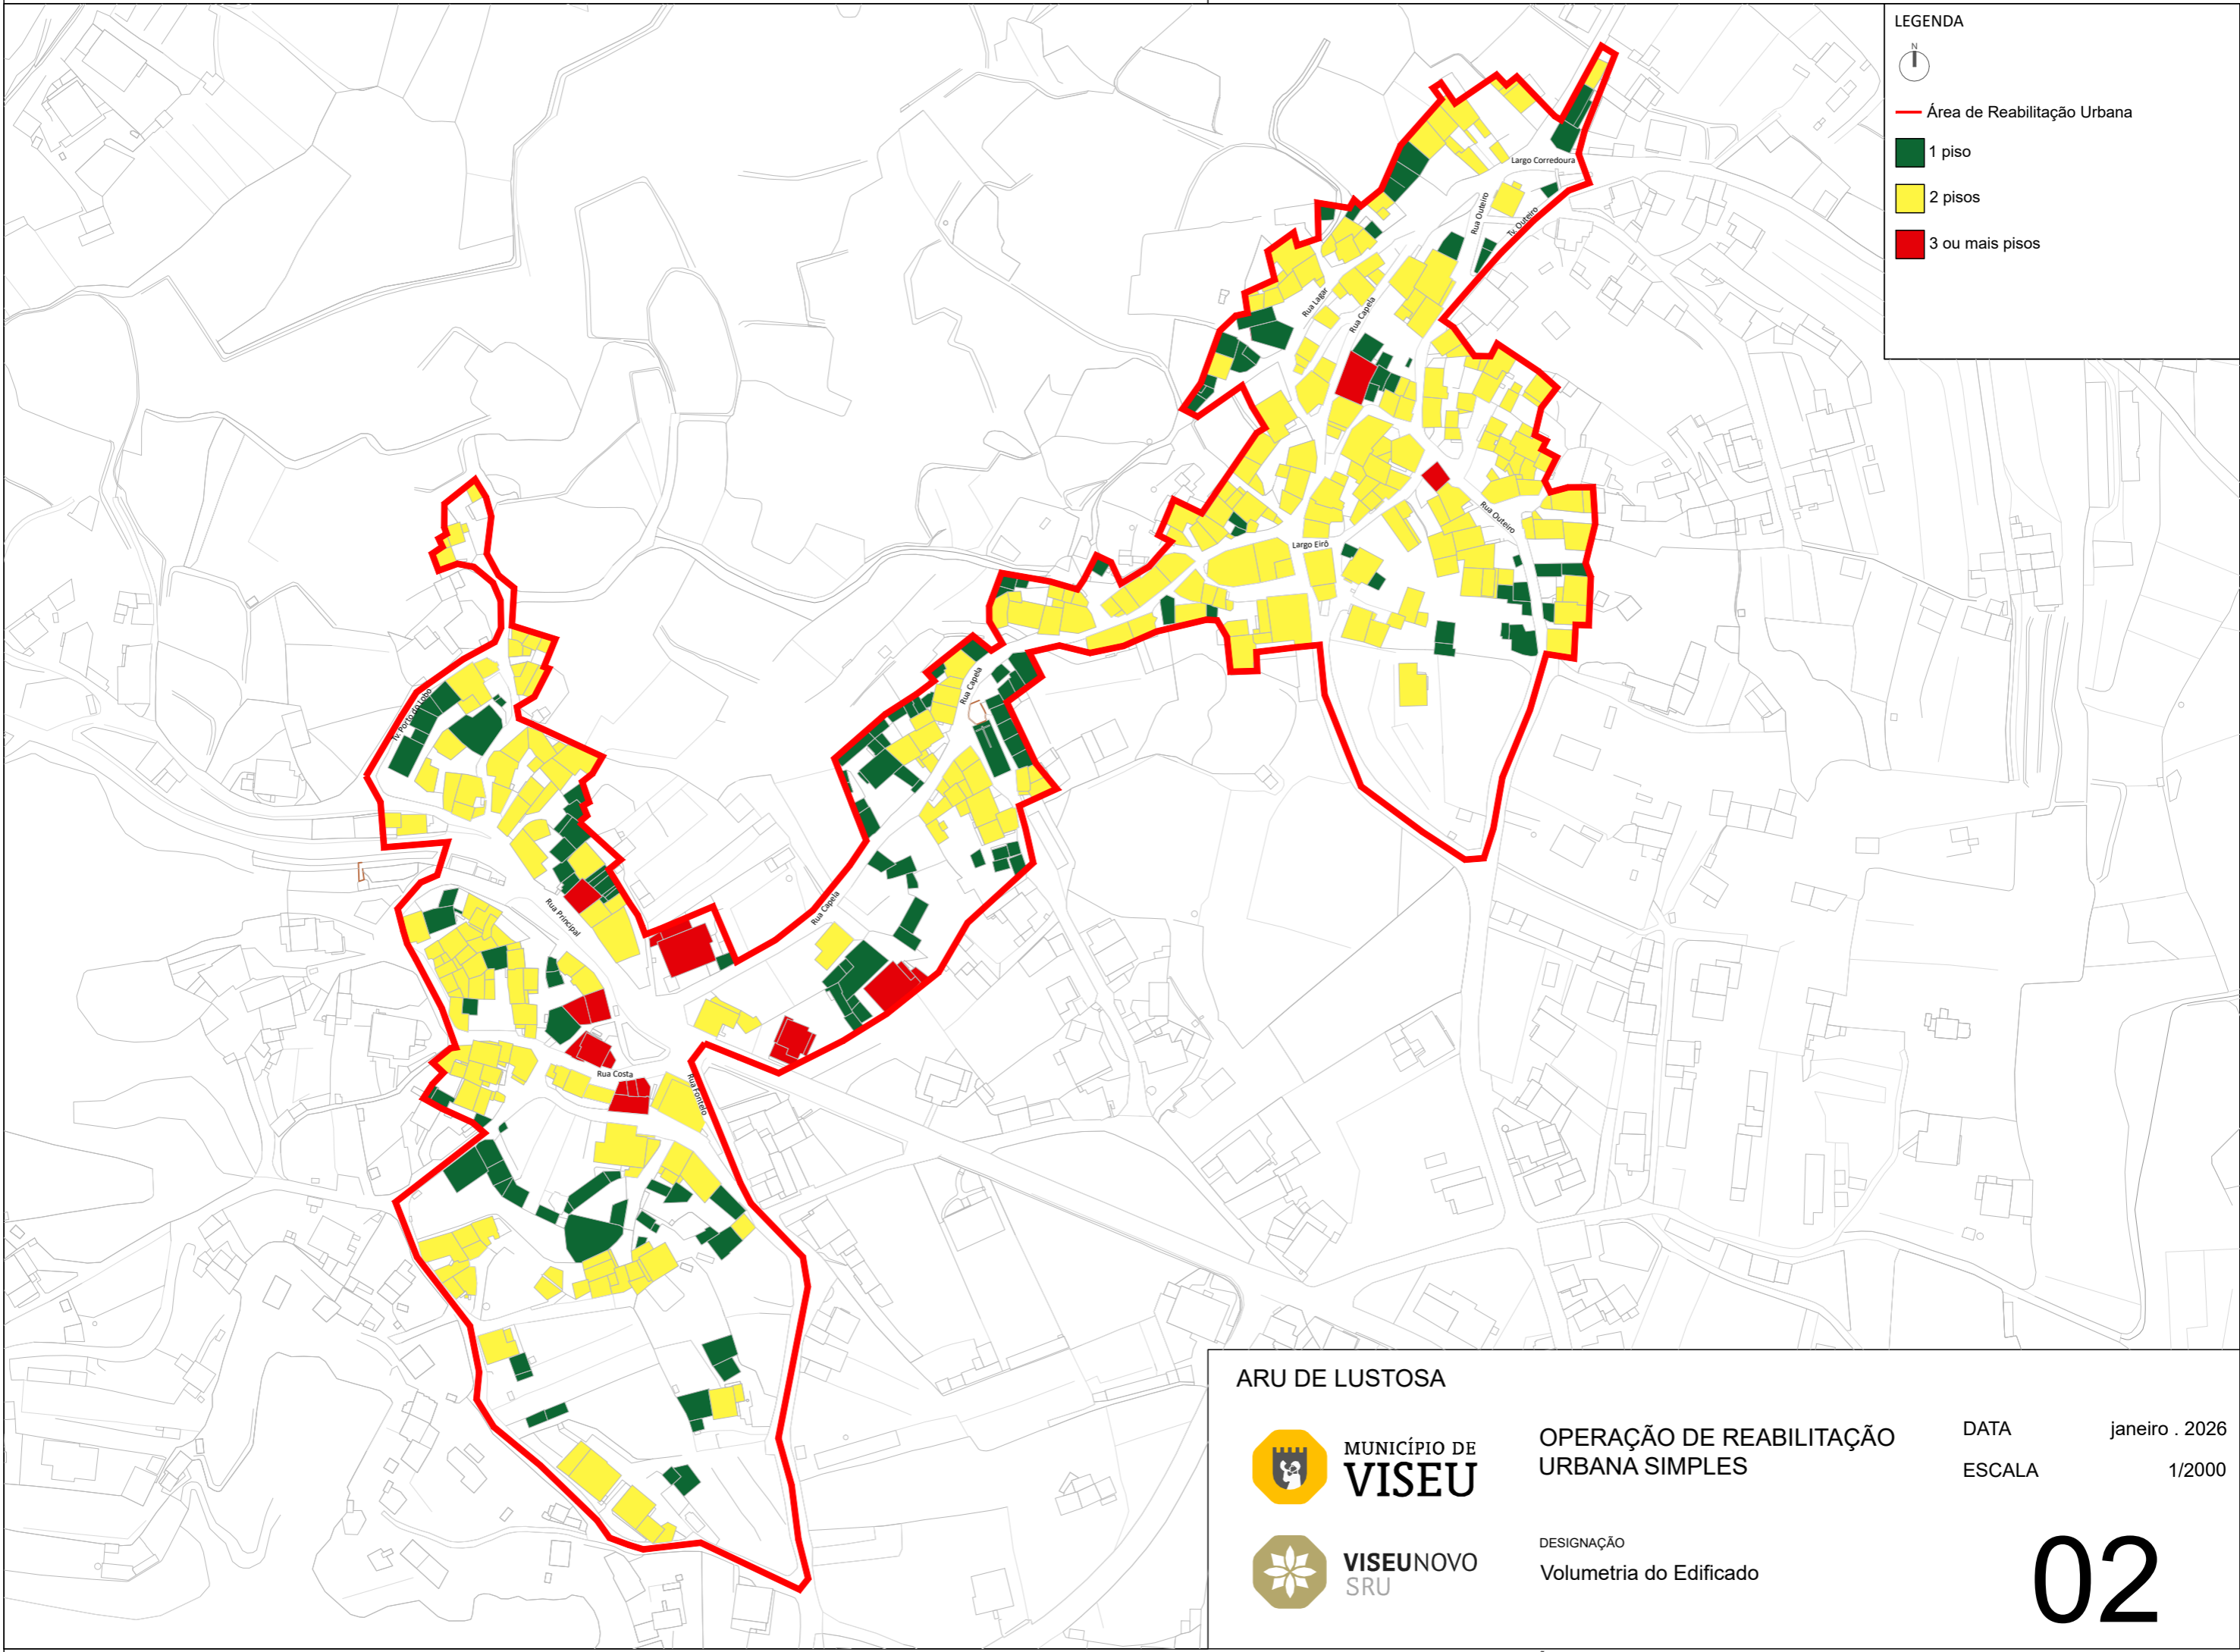 LEGENDA
N
Área de Reabilitação Urbana
1 piso
2 pisos
3 ou mais pisos
Largo Corredoura
Rua Outeiro
Tv. Outeiro
Rua Lagar
Rua Capela
Rua Outeiro
Largo Eirô
Rua Capela
Tv. Porto do Lobo
Rua Capela
Rua Principal
Rua Costa
Rua Fontelo
ARU DE LUSTOSA
MUNICÍPIO DE
VISEU
VISEUNOVO
SRU
OPERAÇÃO DE REABILITAÇÃO
URBANA SIMPLES
DESIGNAÇÃO
Volumetria do Edificado
DATA janeiro . 2026
ESCALA 1/2000
02